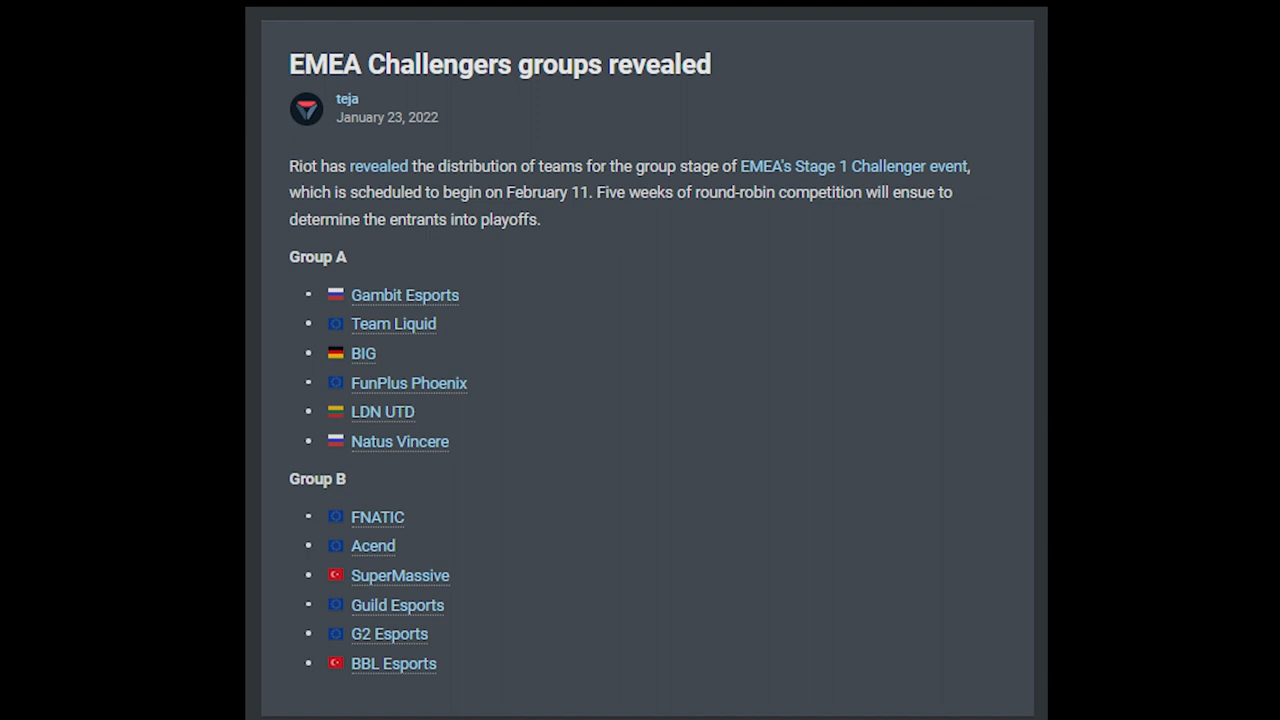 EMEA Challengers groups revealed
teja
January 23, 2022
Riot has revealed the distribution of teams for the group stage of EMEA's Stage 1 Challenger event,
which is scheduled to begin on February 11. Five weeks of round-robin competition will ensue to
determine the entrants into playoffs.
Group A
Gambit Esports
Team Liquid
BIG
FunPlus Phoenix
LDN UTD
Natus Vincere
Group B
FNATIC
Acend
SuperMassive
Guild Esports
G2 Esports
BBL Esports